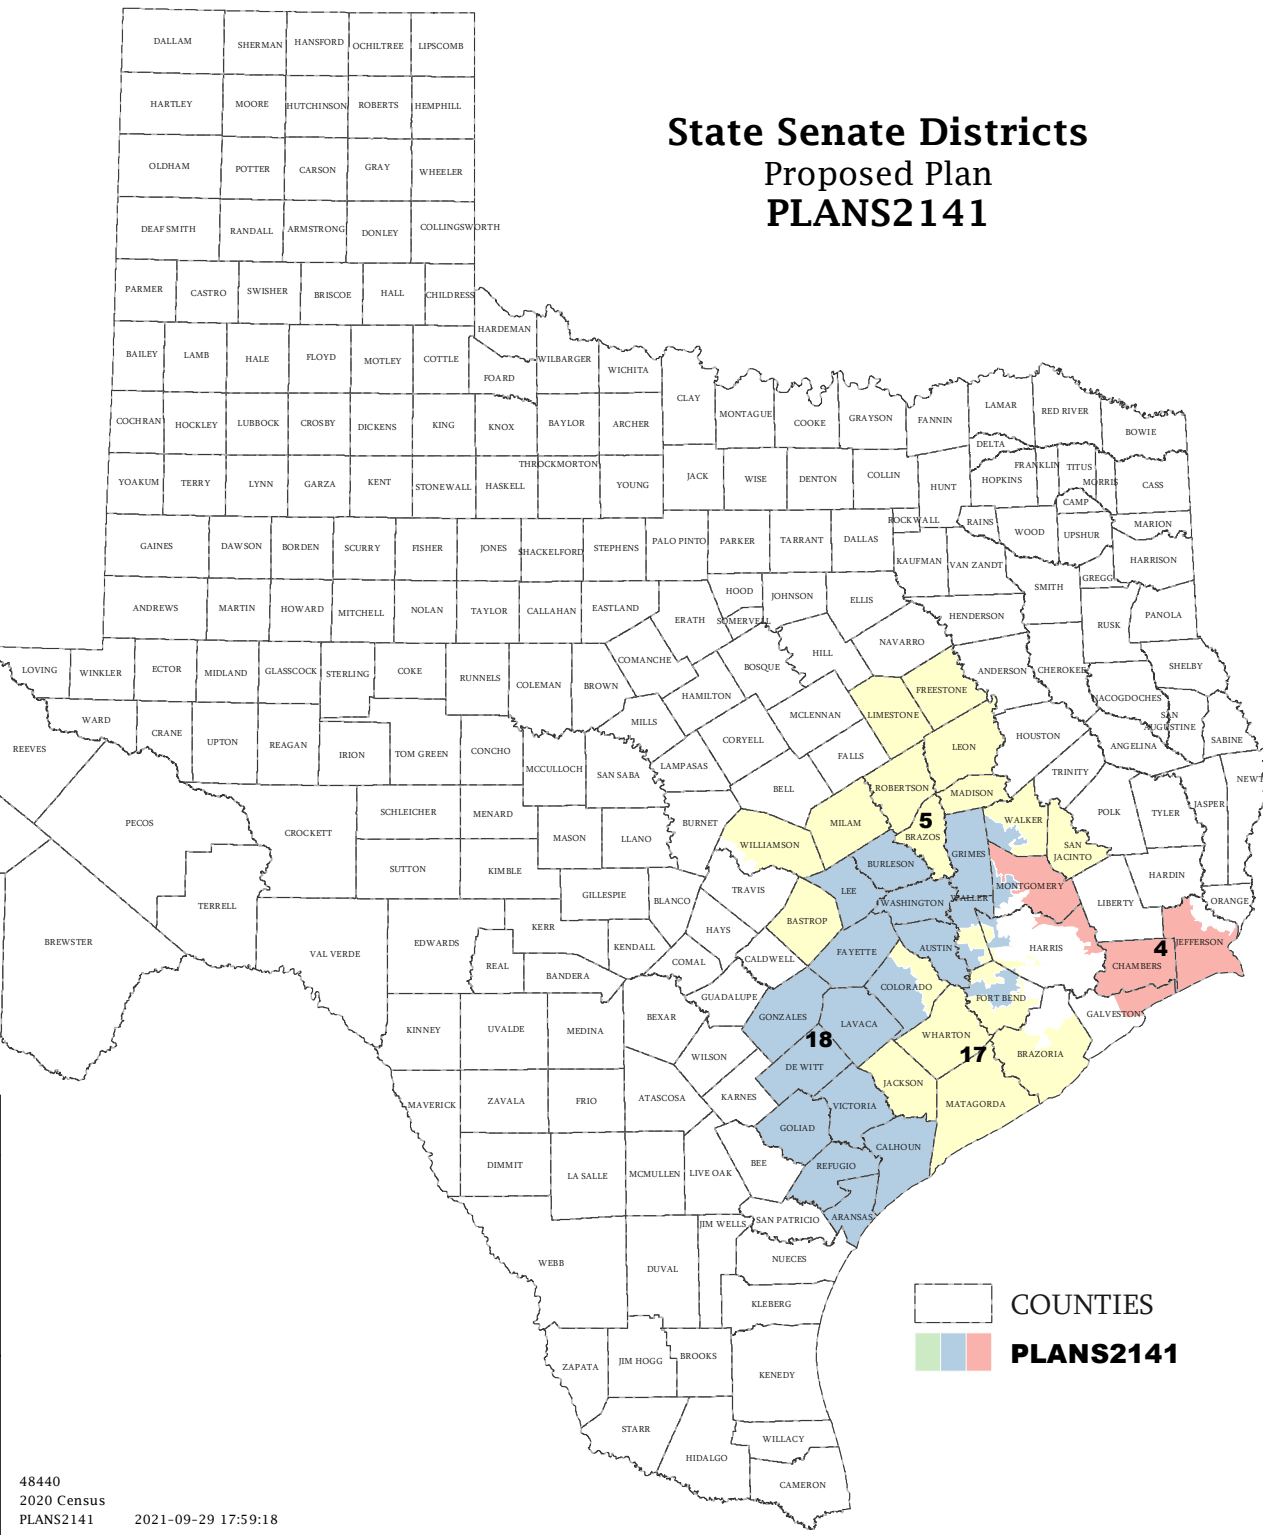 State Senate Districts
Proposed Plan
PLANS2141
DALLAM
SHERMAN
HANSFORD
OCHILTREE
LIPSCOMB
HARTLEY
MOORE
HUTCHINSON
ROBERTS
HEMPHILL
OLDHAM
POTTER
CARSON
GRAY
WHEELER
DEAF SMITH
RANDALL
ARMSTRONG
DONLEY
COLLINGSWORTH
PARMER
CASTRO
SWISHER
BRISCOE
HALL
CHILDRESS
HARDEMAN
BAILEY
LAMB
HALE
FLOYD
MOTLEY
COTTLE
FOARD
WILBARGER
WICHITA
CLAY
MONTAGUE
COOKE
GRAYSON
FANNIN
LAMAR
RED RIVER
BOWIE
COCHRAN
HOCKLEY
LUBBOCK
CROSBY
DICKENS
KING
KNOX
BAYLOR
ARCHER
DELTA
YOAKUM
TERRY
LYNN
GARZA
KENT
STONEWALL
HASKELL
THROCKMORTON
YOUNG
JACK
WISE
DENTON
COLLIN
HUNT
HOPKINS
FRANKLIN
TITUS
MORRIS
CASS
CAMP
GAINES
DAWSON
BORDEN
SCURRY
FISHER
JONES
SHACKELFORD
STEPHENS
PALO PINTO
PARKER
TARRANT
DALLAS
ROCKWALL
RAINS
WOOD
UPSHUR
MARION
KAUFMAN
VAN ZANDT
HARRISON
GREGG
SMITH
ANDREWS
MARTIN
HOWARD
MITCHELL
NOLAN
TAYLOR
CALLAHAN
EASTLAND
ERATH
HOOD
SOMERVELL
JOHNSON
ELLIS
HENDERSON
RUSK
PANOLA
NAVARRO
LOVING
WINKLER
ECTOR
MIDLAND
GLASSCOCK
STERLING
COKE
RUNNELS
COLEMAN
BROWN
COMANCHE
HAMILTON
BOSQUE
HILL
FREESTONE
ANDERSON
CHEROKEE
SHELBY
NACOGDOCHES
WARD
CRANE
UPTON
REAGAN
IRION
TOM GREEN
CONCHO
MILLS
CORYELL
MCLENNAN
LIMESTONE
LEON
HOUSTON
ANGELINA
SAN
AUGUSTINE
SABINE
REEVES
MCCULLOCH
SAN SABA
LAMPASAS
FALLS
BELL
ROBERTSON
MADISON
TRINITY
NEWT
PECOS
CROCKETT
SCHLEICHER
MENARD
MASON
LLANO
BURNET
WILLIAMSON
MILAM
5
BRAZOS
WALKER
POLK
TYLER
JASPER
SUTTON
KIMBLE
GILLESPIE
BLANCO
TRAVIS
LEE
BURLESON
GRIMES
SAN
JACINTO
HARDIN
MONTGOMERY
LIBERTY
ORANGE
TERRELL
BREWSTER
VAL VERDE
EDWARDS
KERR
REAL
BANDERA
KENDALL
HAYS
COMAL
CALDWELL
BASTROP
WASHINGTON
WALLER
FAYETTE
AUSTIN
HARRIS
4
JEFFERSON
CHAMBERS
GALVESTON
COLORADO
FORT BEND
GUADALUPE
GONZALES
LAVACA
18
WHARTON
17
BRAZORIA
KINNEY
UVALDE
MEDINA
BEXAR
WILSON
DE WITT
MAVERICK
ZAVALA
FRIO
ATASCOSA
KARNES
VICTORIA
JACKSON
MATAGORDA
GOLIAD
CALHOUN
DIMMIT
LA SALLE
MCMULLEN
LIVE OAK
BEE
REFUGIO
ARANSAS
WEBB
DUVAL
JIM WELLS
SAN PATRICIO
NUECES
KLEBERG
ZAPATA
JIM HOGG
BROOKS
KENEDY
STARR
HIDALGO
WILLACY
CAMERON
COUNTIES
PLANS2141
48440
2020 Census
PLANS2141 2021-09-29 17:59:18